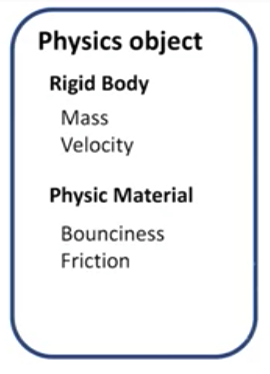 Physics object
Rigid Body
Mass
Velocity
Physic Material
Bounciness
Friction